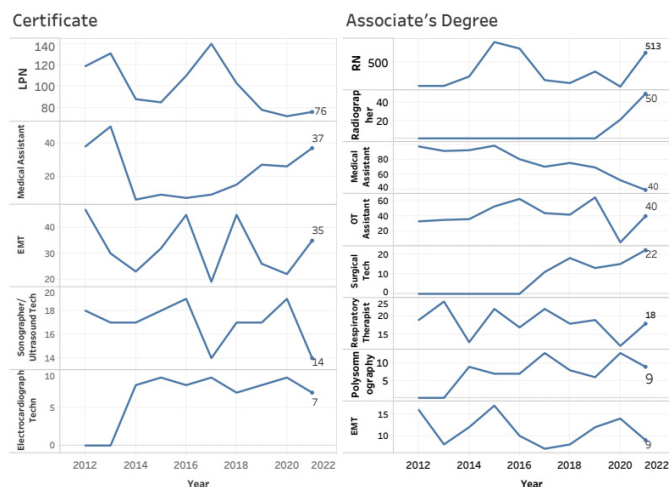 Certificate
LPN
140
120
100
80
76
Medical Assistant
40
20
37
EMT
40
30
20
35
Sonographer/
Ultrasound Tech
20
18
16
14
14
Electrocardiograph
Techn
10
5
0
7
2012
2014
2016
2018
2020
2022
Year
Associate's Degree
RN
500
513
Radiograp
her
40
20
50
Medical
Assistant
80
60
40
40
OT
Assistant
60
40
20
40
Surgical
Tech
20
10
0
22
Respiratory
Therapist
25
20
15
18
Polysomn
ography
10
5
9
EMT
15
10
9
2012
2014
2016
2018
2020
2022
Year